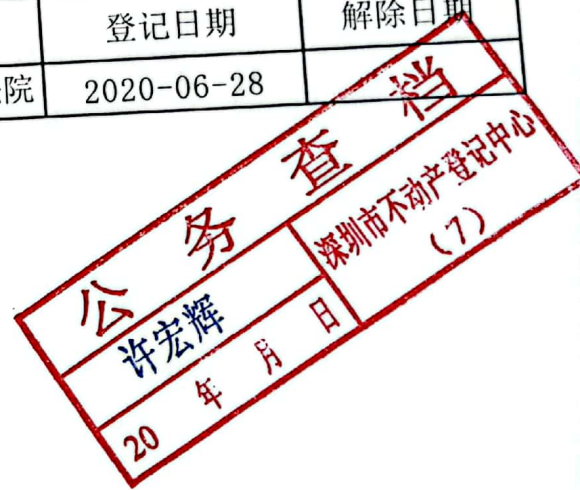 登记日期 解除日期
院 2020-06-28
公务查档
深圳市不动产登记中心
(7)
许宏辉
20 年 月 日